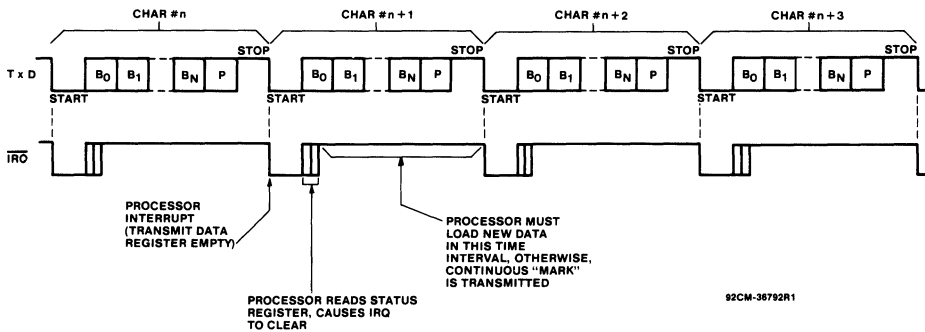 CHAR #n CHAR #n + 1 CHAR #n + 2 CHAR #n + 3
STOP STOP STOP STOP
T x D B0 B1 BN P B0 B1 BN P B0 B1 BN P B0 B1 BN P
START START START START
IRQ
PROCESSOR
INTERRUPT
(TRANSMIT DATA
REGISTER EMPTY)
PROCESSOR MUST
LOAD NEW DATA
IN THIS TIME
INTERVAL, OTHERWISE,
CONTINUOUS "MARK"
IS TRANSMITTED
PROCESSOR READS STATUS
REGISTER, CAUSES IRQ
TO CLEAR
92CM-36792R1